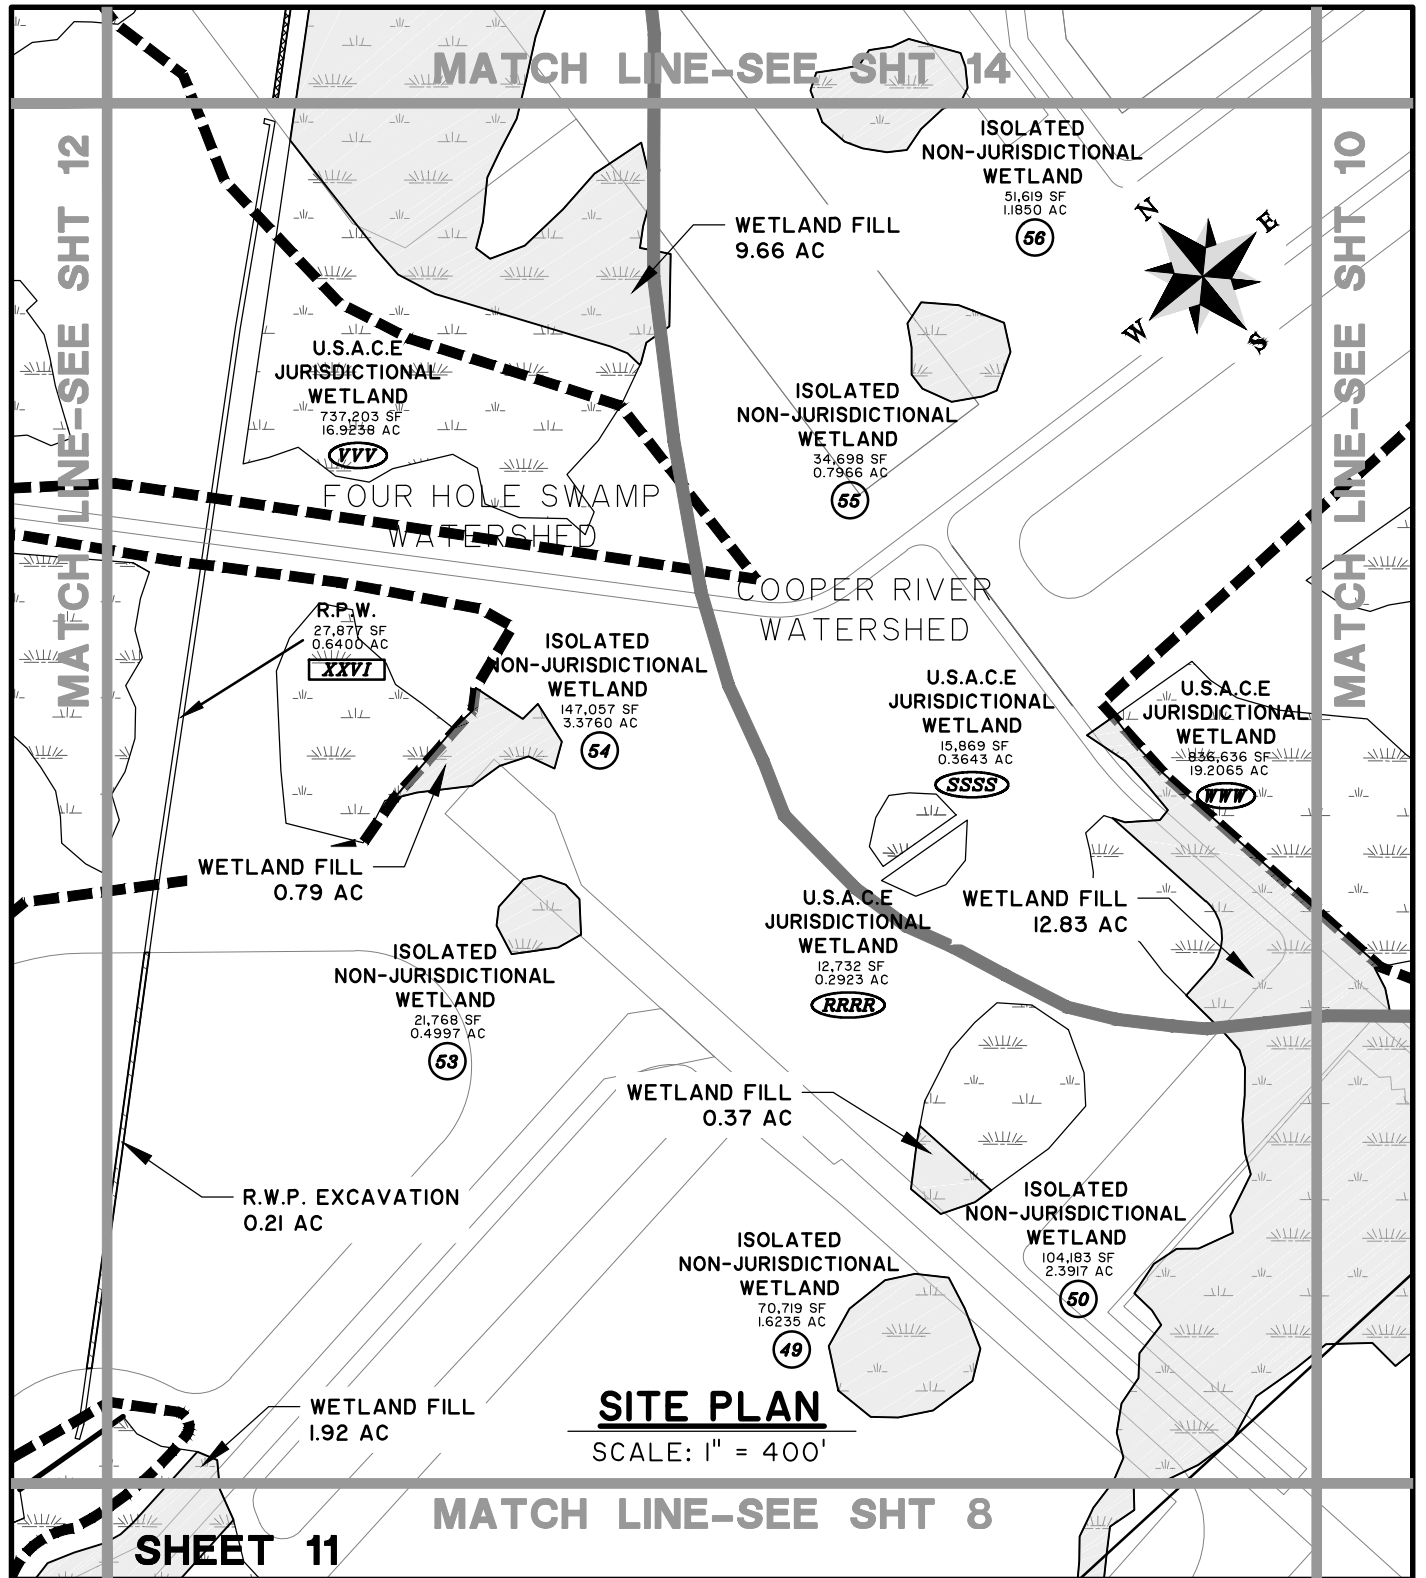 MATCH LINE-SEE SHT 14
MATCH LINE-SEE SHT 12
MATCH LINE-SEE SHT 10
ISOLATED
NON-JURISDICTIONAL
WETLAND
51,619 SF
1.1850 AC
56
N
E
W
S
WETLAND FILL
9.66 AC
U.S.A.C.E
JURISDICTIONAL
WETLAND
737,203 SF
16.9238 AC
VVV
ISOLATED
NON-JURISDICTIONAL
WETLAND
34,698 SF
0.7966 AC
55
FOUR HOLE SWAMP
WATERSHED
COOPER RIVER
WATERSHED
R.P.W.
27,877 SF
0.6400 AC
XXVI
ISOLATED
NON-JURISDICTIONAL
WETLAND
147,057 SF
3.3760 AC
54
U.S.A.C.E
JURISDICTIONAL
WETLAND
15,869 SF
0.3643 AC
SSSS
U.S.A.C.E
JURISDICTIONAL
WETLAND
836,636 SF
19.2065 AC
WWW
WETLAND FILL
0.79 AC
U.S.A.C.E
JURISDICTIONAL
WETLAND
12,732 SF
0.2923 AC
RRRR
WETLAND FILL
12.83 AC
ISOLATED
NON-JURISDICTIONAL
WETLAND
21,768 SF
0.4997 AC
53
WETLAND FILL
0.37 AC
R.W.P. EXCAVATION
0.21 AC
ISOLATED
NON-JURISDICTIONAL
WETLAND
104,183 SF
2.3917 AC
50
ISOLATED
NON-JURISDICTIONAL
WETLAND
70,719 SF
1.6235 AC
49
WETLAND FILL
1.92 AC
SITE PLAN
SCALE: 1" = 400'
MATCH LINE-SEE SHT 8
SHEET 11